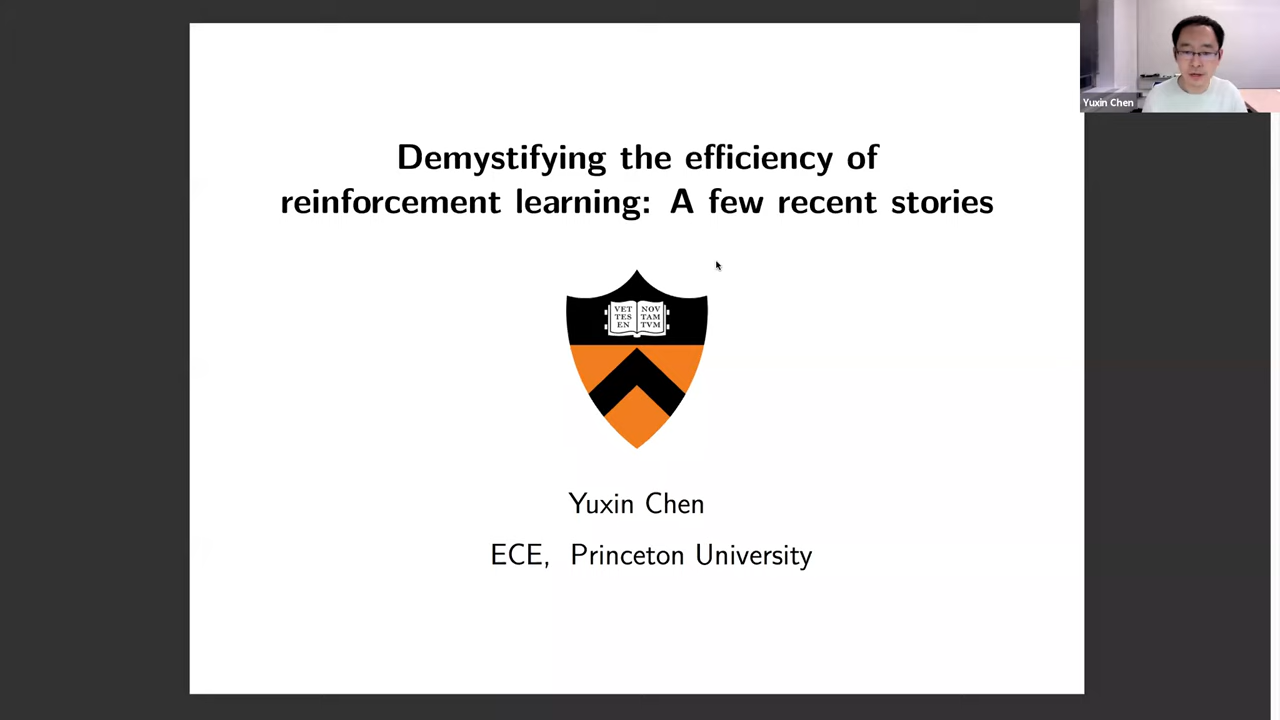 Demystifying the efficiency of
reinforcement learning: A few recent stories
VET NOV
TES TAM
EN TVM
Yuxin Chen
ECE, Princeton University
Yuxin Chen